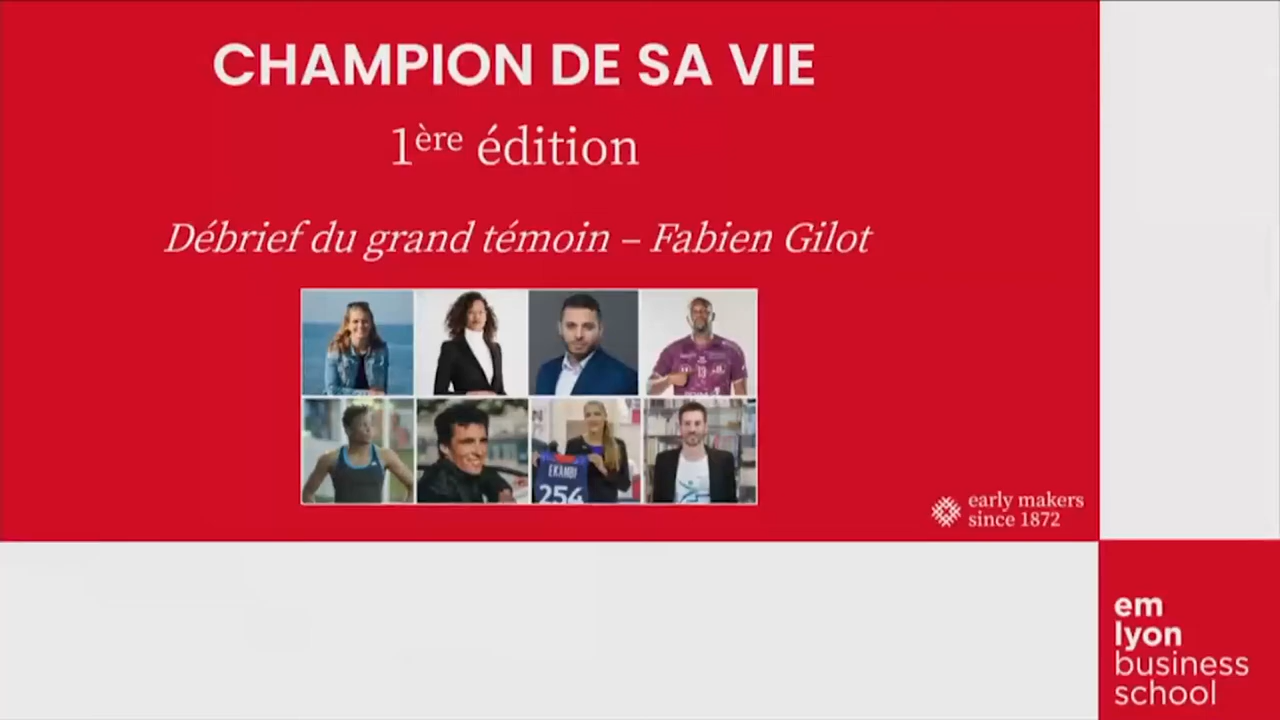 CHAMPION DE SA VIE
1ère édition
Débrief du grand témoin – Fabien Gilot
13
EKAMBI
254
early makers
since 1872
em
lyon
business
school